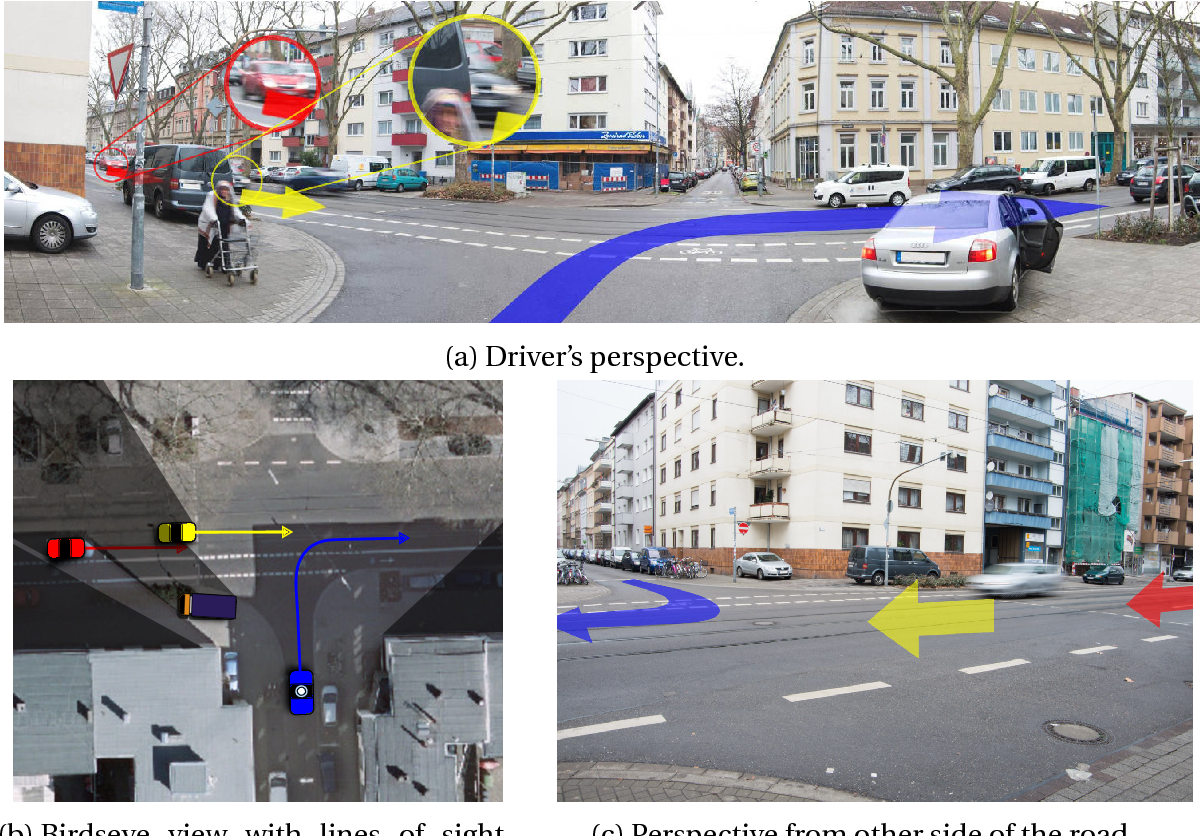 (a) Driver's perspective.
(b) Birdseye view with lines of sight
(c) Perspective from other side of the road